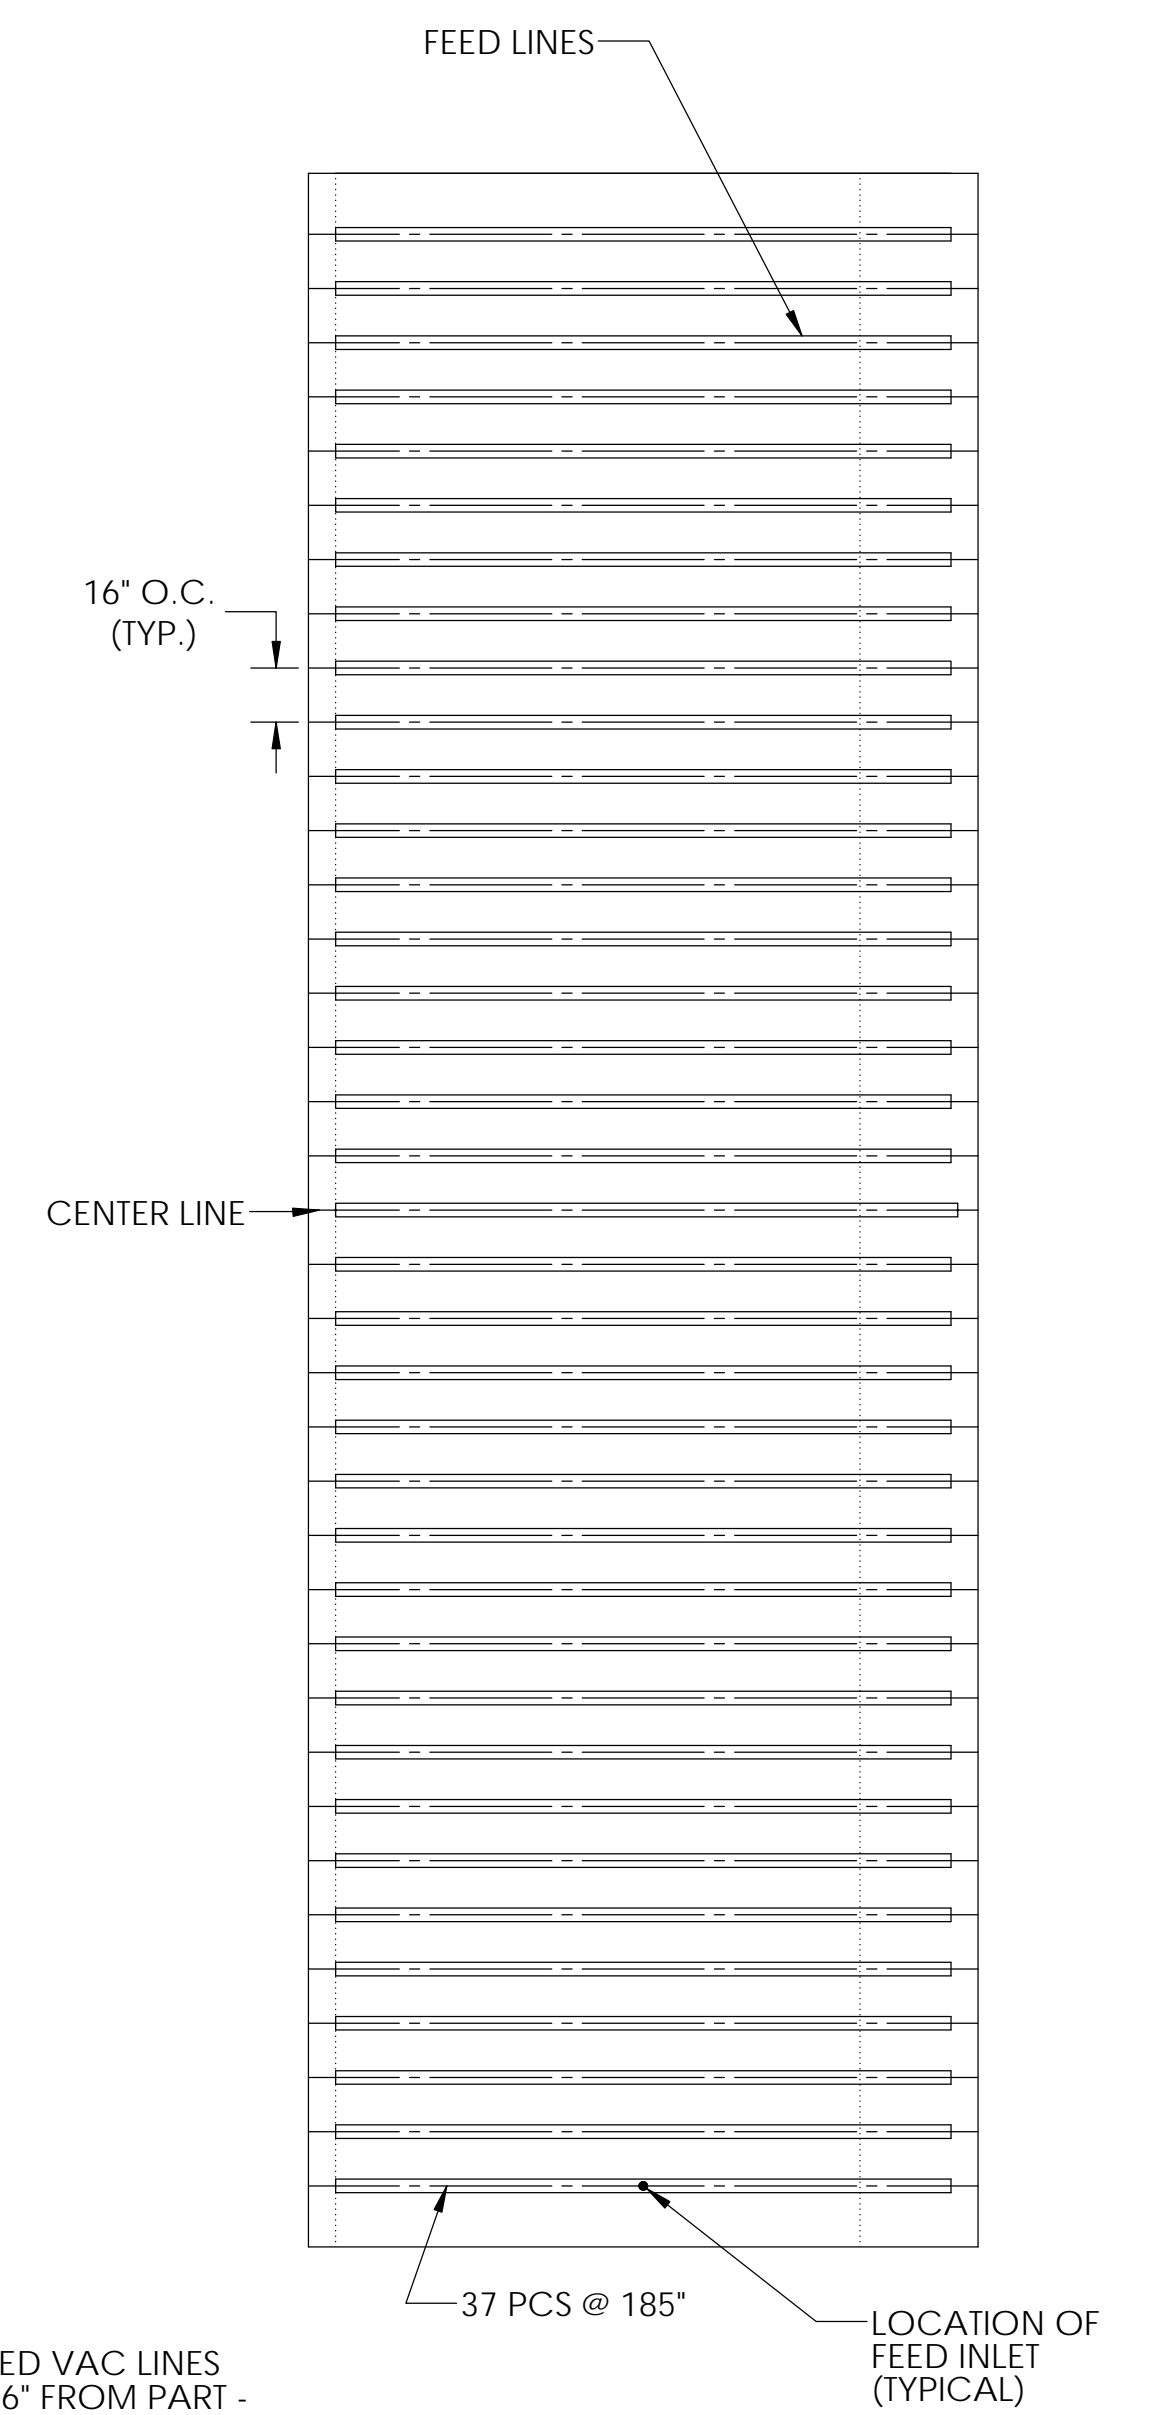 FEED LINES
16" O.C.
(TYP.)
CENTER LINE
37 PCS @ 185"
LOCATION OF
FEED INLET
(TYPICAL)
ED VAC LINES
6" FROM PART -